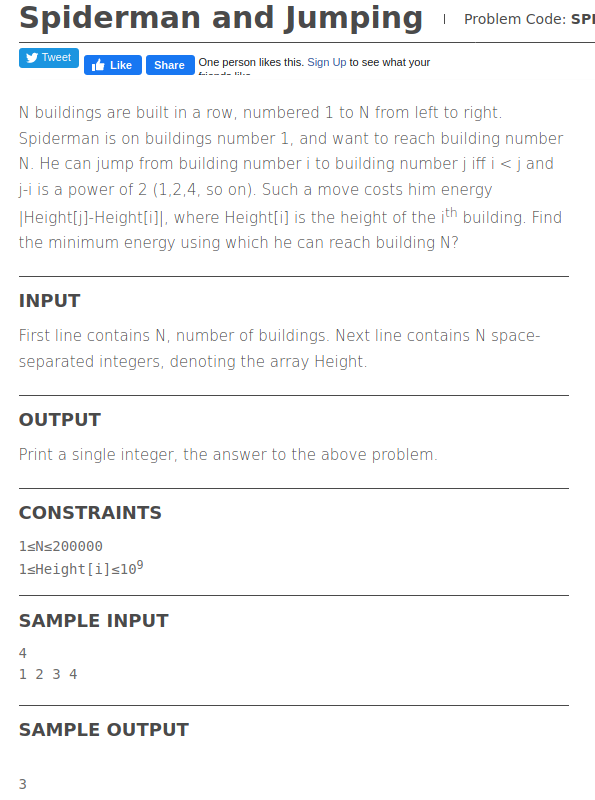 Spiderman and Jumping | Problem Code: SPI
Tweet Like Share One person likes this. Sign Up to see what your
friends like.
N buildings are built in a row, numbered 1 to N from left to right.
Spiderman is on buildings number 1, and want to reach building number
N. He can jump from building number i to building number j iff i < j and
j-i is a power of 2 (1,2,4, so on). Such a move costs him energy
|Height[j]-Height[i]|, where Height[i] is the height of the ith building. Find
the minimum energy using which he can reach building N?
INPUT
First line contains N, number of buildings. Next line contains N space-
separated integers, denoting the array Height.
OUTPUT
Print a single integer, the answer to the above problem.
CONSTRAINTS
1≤N≤200000
1≤Height[i]≤10⁹
SAMPLE INPUT
4
1 2 3 4
SAMPLE OUTPUT
3